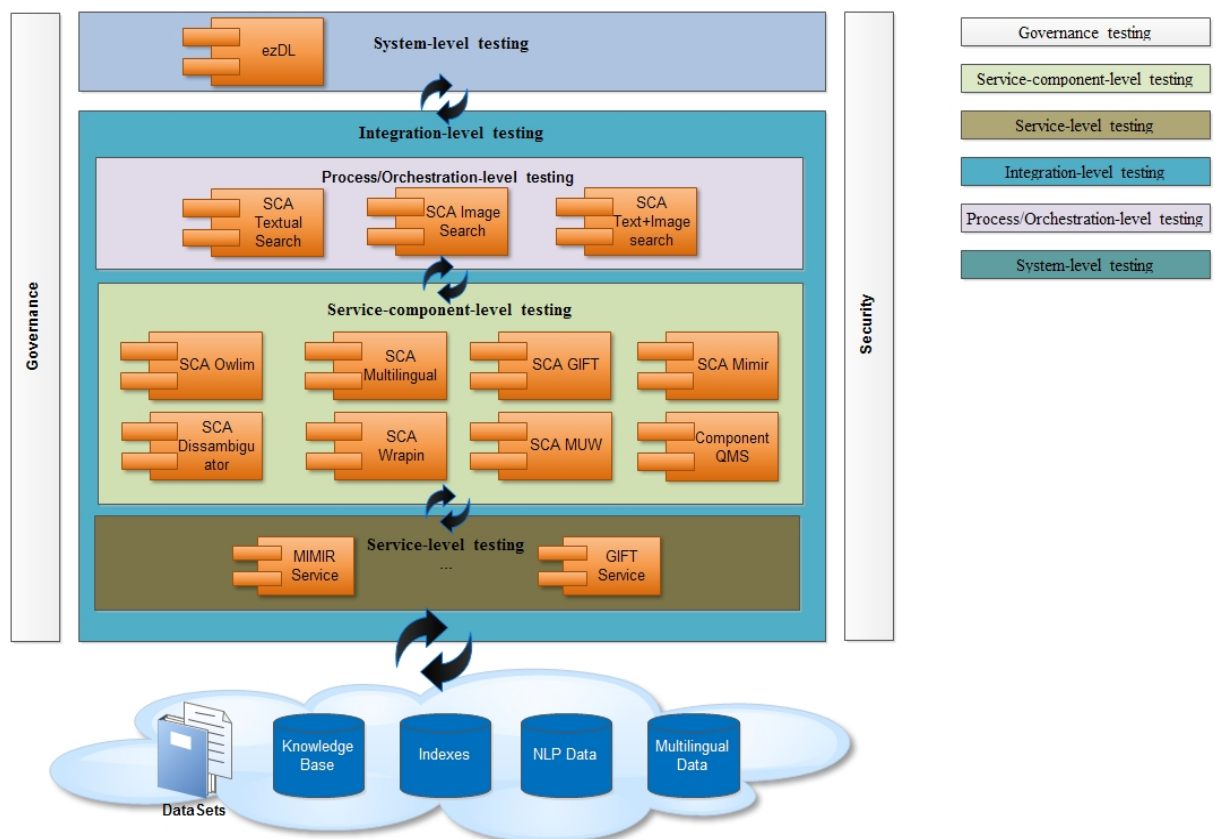 ezDL
System-level testing
Integration-level testing
Process/Orchestration-level testing
SCA
Textual
Search
SCA Image
Search
SCA
Text+Image
search
Service-component-level testing
SCA Owlim
SCA
Multilingual
SCA GIFT
SCA Mimir
SCA
Dissambigu
ator
SCA
Wrapin
SCA MUW
Component
QMS
Service-level testing
...
MIMIR
Service
GIFT
Service
Governance
Security
DataSets
Knowledge
Base
Indexes
NLP Data
Multilingual
Data
Governance testing
Service-component-level testing
Service-level testing
Integration-level testing
Process/Orchestration-level testing
System-level testing